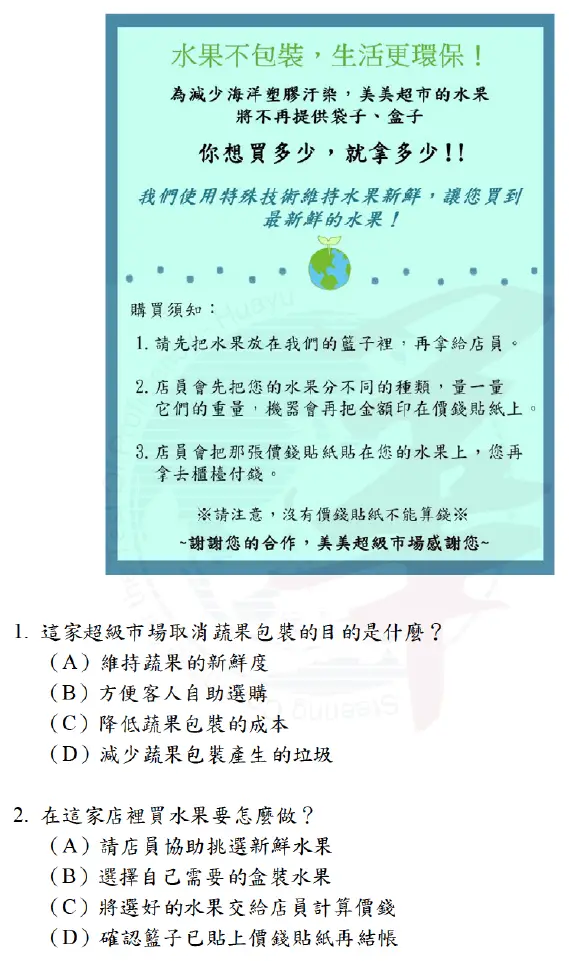 水果不包裝，生活更環保！
為減少海洋塑膠汙染，美美超市的水果
將不再提供袋子、盒子
你想買多少，就拿多少!!
我們使用特殊技術維持水果新鮮，讓您買到
最新鮮的水果！
購買須知：
1. 請先把水果放在我們的籃子裡，再拿給店員。
2. 店員會先把您的水果分不同的種類，量一量
它們的重量，機器會再把金額印在價錢貼紙上。
3. 店員會把那張價錢貼紙貼在您的水果上，您再
拿去櫃檯付錢。
※請注意，沒有價錢貼紙不能算錢※
~謝謝您的合作，美美超級市場感謝您~
1. 這家超級市場取消蔬果包裝的目的是什麼？
（A）維持蔬果的新鮮度
（B）方便客人自助選購
（C）降低蔬果包裝的成本
（D）減少蔬果包裝產生的垃圾
2. 在這家店裡買水果要怎麼做？
（A）請店員協助挑選新鮮水果
（B）選擇自己需要的盒裝水果
（C）將選好的水果交給店員計算價錢
（D）確認籃子已貼上價錢貼紙再結帳